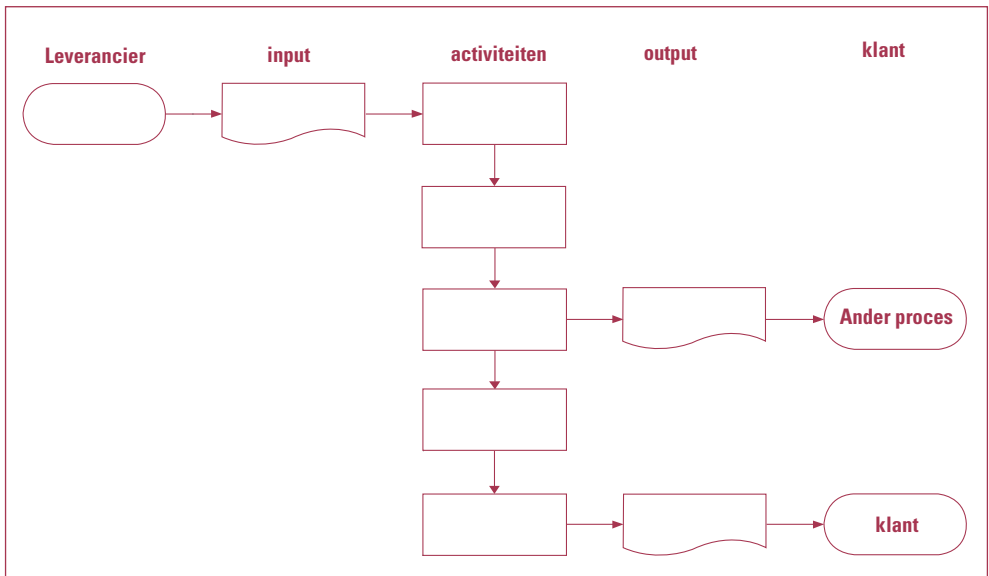 Leverancier
input
activiteiten
output
klant
Ander proces
klant